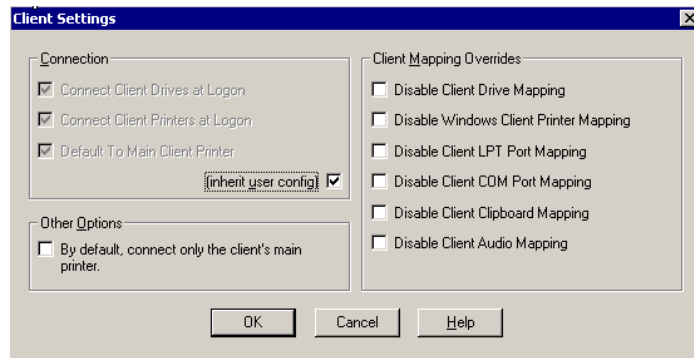 Client Settings
Connection
Connect Client Drives at Logon
Connect Client Printers at Logon
Default To Main Client Printer
(inherit user config)
Other Options
By default, connect only the client's main
printer.
Client Mapping Overrides
Disable Client Drive Mapping
Disable Windows Client Printer Mapping
Disable Client LPT Port Mapping
Disable Client COM Port Mapping
Disable Client Clipboard Mapping
Disable Client Audio Mapping
OK
Cancel
Help